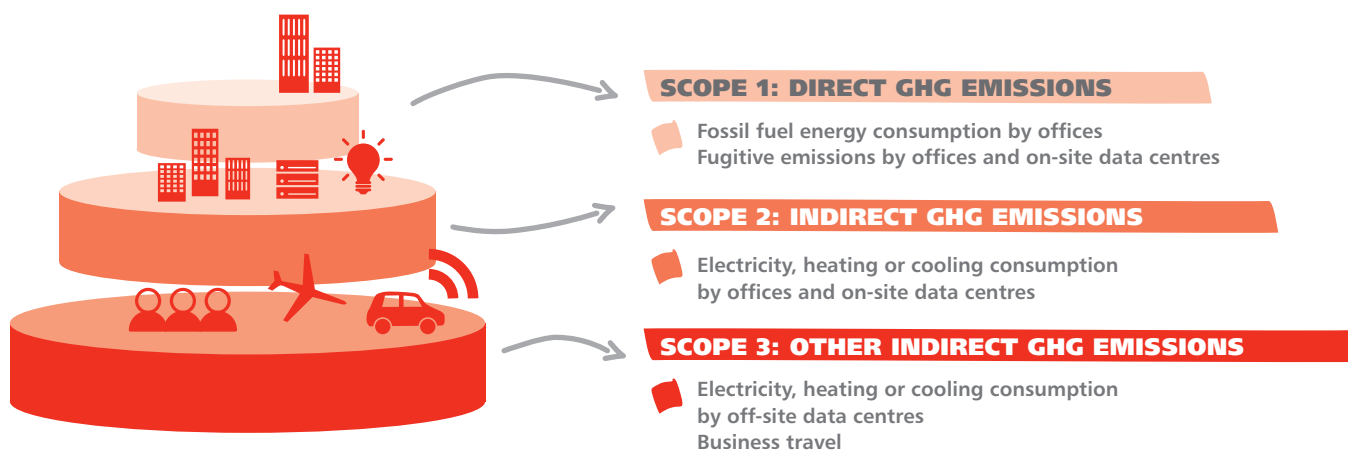 SCOPE 1: DIRECT GHG EMISSIONS
Fossil fuel energy consumption by offices
Fugitive emissions by offices and on-site data centres
SCOPE 2: INDIRECT GHG EMISSIONS
Electricity, heating or cooling consumption
by offices and on-site data centres
SCOPE 3: OTHER INDIRECT GHG EMISSIONS
Electricity, heating or cooling consumption
by off-site data centres
Business travel